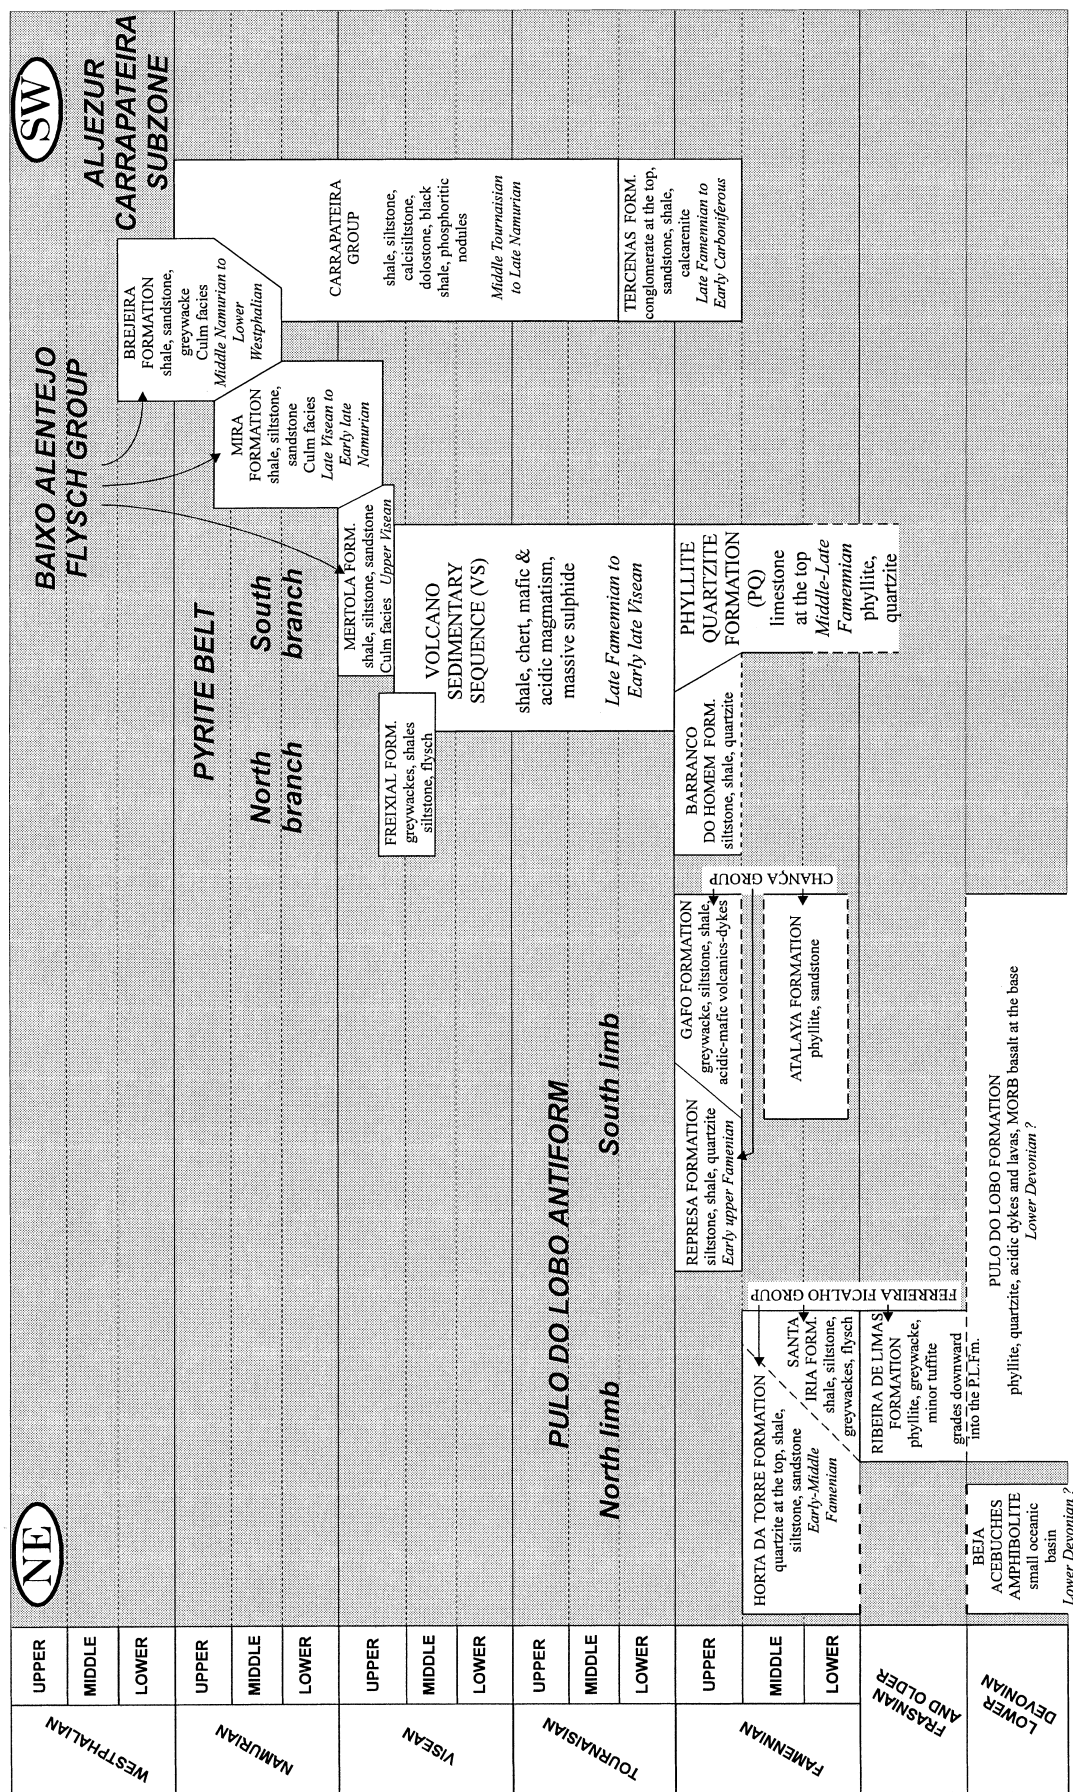 NE
SW
BAIXO ALENTEJO
FLYSCH GROUP
ALJEZUR
CARRAPATEIRA
SUBZONE
PYRITE BELT
North
branch
South
branch
PULO DO LOBO ANTIFORM
North limb
South limb
WESTPHALIAN
UPPER
MIDDLE
LOWER
NAMURIAN
UPPER
MIDDLE
LOWER
VISEAN
UPPER
MIDDLE
LOWER
TOURNAISIAN
UPPER
MIDDLE
LOWER
FAMENNIAN
UPPER
MIDDLE
LOWER
FRASNIAN
AND OLDER
LOWER
DEVONIAN
BREJEIRA
FORMATION
shale, sandstone,
greywacke
Culm facies
Middle Namurian to
Lower
Westphalian
MIRA
FORMATION
shale, siltstone,
sandstone
Culm facies
Late Visean to
Early late
Namurian
MERTOLA FORM.
shale, siltstone, sandstone
Culm facies Upper Visean
FREIXIAL FORM.
greywackes, shales
siltstone, flysch
VOLCANO
SEDIMENTARY
SEQUENCE (VS)
shale, chert, mafic &
acidic magmatism,
massive sulphide
Late Famennian to
Early late Visean
CARRAPATEIRA
GROUP
shale, siltstone,
calcisiltstone,
dolostone, black
shale, phosphoritic
nodules
Middle Tournaisian
to Late Namurian
TERCENAS FORM.
conglomerate at the top,
sandstone, shale,
calcarenite
Late Famennian to
Early Carboniferous
PHYLLITE
QUARTZITE
FORMATION
(PQ)
limestone
at the top
Middle-Late
Famennian
phyllite,
quartzite
BARRANCO
DO HOMEM FORM.
siltstone, shale, quartzite
CHANÇA GROUP
GAFO FORMATION
greywacke, siltstone, shale,
acidic-mafic volcanics-dykes
REPRESA FORMATION
siltstone, shale, quartzite
Early upper Famenian
ATALAYA FORMATION
phyllite, sandstone
FERREIRA FICALHO GROUP
HORTA DA TORRE FORMATION
quartzite at the top, shale,
siltstone, sandstone
Early-Middle
Famenian
SANTA
IRIA FORM.
shale, siltstone,
greywackes, flysch
RIBEIRA DE LIMAS
FORMATION
phyllite, greywacke,
minor tuffite
grades downward
into the P.L.Fm.
PULO DO LOBO FORMATION
phyllite, quartzite, acidic dykes and lavas, MORB basalt at the base
Lower Devonian ?
BEJA
ACEBUCHES
AMPHIBOLITE
small oceanic
basin
Lower Devonian ?